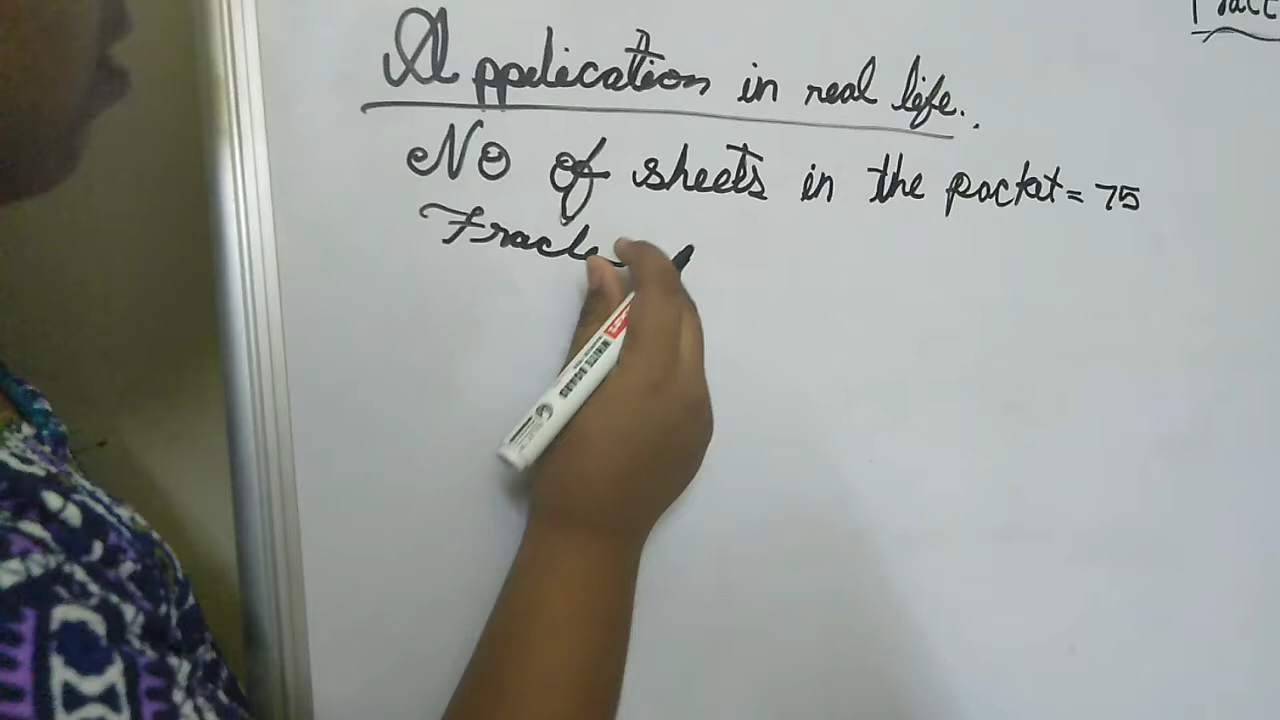 Application in real life.
No of sheets in the packet = 75